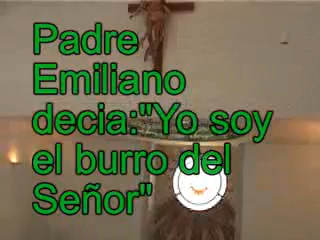 Padre
Emiliano
decia:"Yo soy
el burro del
Señor"